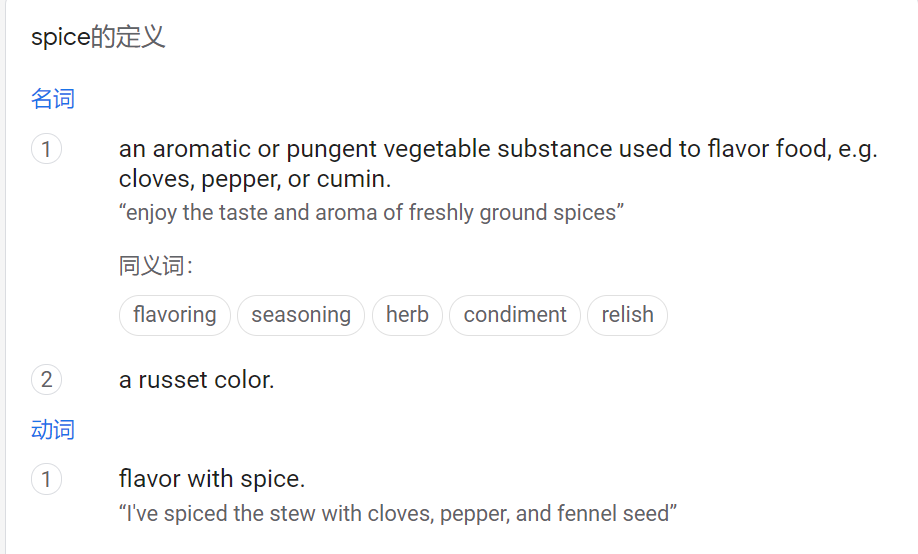 spice的定义
名词
1
an aromatic or pungent vegetable substance used to flavor food, e.g.
cloves, pepper, or cumin.
“enjoy the taste and aroma of freshly ground spices”
同义词：
flavoring seasoning herb condiment relish
2
a russet color.
动词
1
flavor with spice.
“I've spiced the stew with cloves, pepper, and fennel seed”